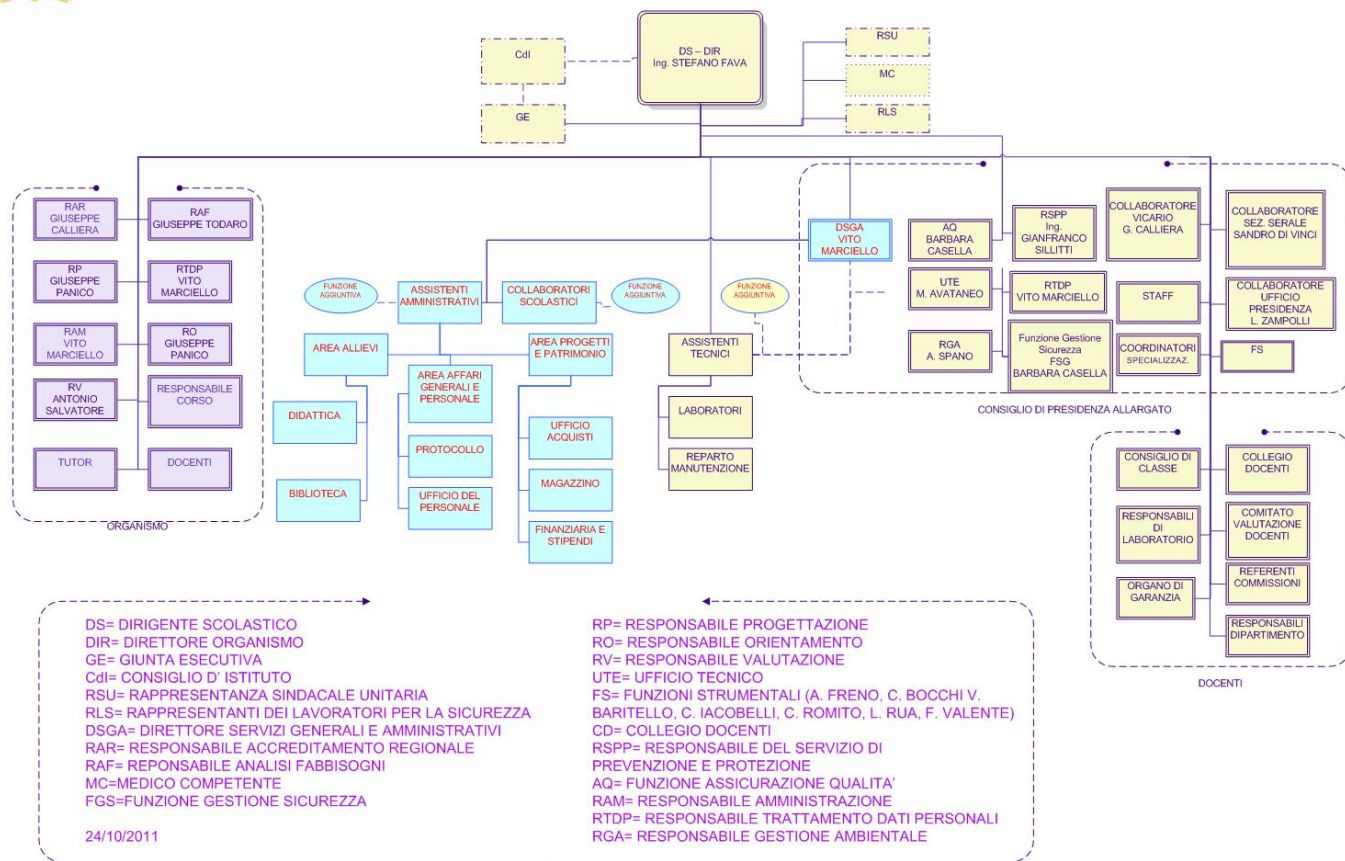 DS – DIR
Ing. STEFANO FAVA
CdI
GE
RSU
MC
RLS
RAR
GIUSEPPE
CALLIERA
RAF
GIUSEPPE TODARO
RP
GIUSEPPE
PANICO
RTDP
VITO
MARCIELLO
RAM
VITO
MARCIELLO
RO
GIUSEPPE
PANICO
RV
ANTONIO
SALVATORE
RESPONSABILE
CORSO
TUTOR
DOCENTI
ORGANISMO
FUNZIONE
AGGIUNTIVA
ASSISTENTI
AMMINISTRATIVI
COLLABORATORI
SCOLASTICI
FUNZIONE
AGGIUNTIVA
FUNZIONE
AGGIUNTIVA
AREA ALLIEVI
DIDATTICA
BIBLIOTECA
AREA AFFARI
GENERALI E
PERSONALE
PROTOCOLLO
UFFICIO DEL
PERSONALE
AREA PROGETTI
E PATRIMONIO
UFFICIO
ACQUISTI
MAGAZZINO
FINANZIARIA E
STIPENDI
ASSISTENTI
TECNICI
LABORATORI
REPARTO
MANUTENZIONE
DSGA
VITO
MARCIELLO
AQ
BARBARA
CASELLA
RSPP
Ing.
GIANFRANCO
SILLITTI
COLLABORATORE
VICARIO
G. CALLIERA
COLLABORATORE
SEZ. SERALE
SANDRO DI VINCI
UTE
M. AVATANEO
RTDP
VITO MARCIELLO
STAFF
COLLABORATORE
UFFICIO
PRESIDENZA
L. ZAMPOLLI
RGA
A. SPANO
Funzione Gestione
Sicurezza
FSG
BARBARA CASELLA
COORDINATORI
SPECIALIZZAZ.
FS
CONSIGLIO DI PRESIDENZA ALLARGATO
CONSIGLIO DI
CLASSE
COLLEGIO
DOCENTI
RESPONSABILI
DI
LABORATORIO
COMITATO
VALUTAZIONE
DOCENTI
ORGANO DI
GARANZIA
REFERENTI
COMMISSIONI
RESPONSABILI
DIPARTIMENTO
DOCENTI
DS= DIRIGENTE SCOLASTICO
DIR= DIRETTORE ORGANISMO
GE= GIUNTA ESECUTIVA
CdI= CONSIGLIO D' ISTITUTO
RSU= RAPPRESENTANZA SINDACALE UNITARIA
RLS= RAPPRESENTANTI DEI LAVORATORI PER LA SICUREZZA
DSGA= DIRETTORE SERVIZI GENERALI E AMMINISTRATIVI
RAR= RESPONSABILE ACCREDITAMENTO REGIONALE
RAF= REPONSABILE ANALISI FABBISOGNI
MC=MEDICO COMPETENTE
FGS=FUNZIONE GESTIONE SICUREZZA
24/10/2011
RP= RESPONSABILE PROGETTAZIONE
RO= RESPONSABILE ORIENTAMENTO
RV= RESPONSABILE VALUTAZIONE
UTE= UFFICIO TECNICO
FS= FUNZIONI STRUMENTALI (A. FRENO, C. BOCCHI V.
BARITELLO, C. IACOBELLI, C. ROMITO, L. RUA, F. VALENTE)
CD= COLLEGIO DOCENTI
RSPP= RESPONSABILE DEL SERVIZIO DI
PREVENZIONE E PROTEZIONE
AQ= FUNZIONE ASSICURAZIONE QUALITA'
RAM= RESPONSABILE AMMINISTRAZIONE
RTDP= RESPONSABILE TRATTAMENTO DATI PERSONALI
RGA= RESPONSABILE GESTIONE AMBIENTALE